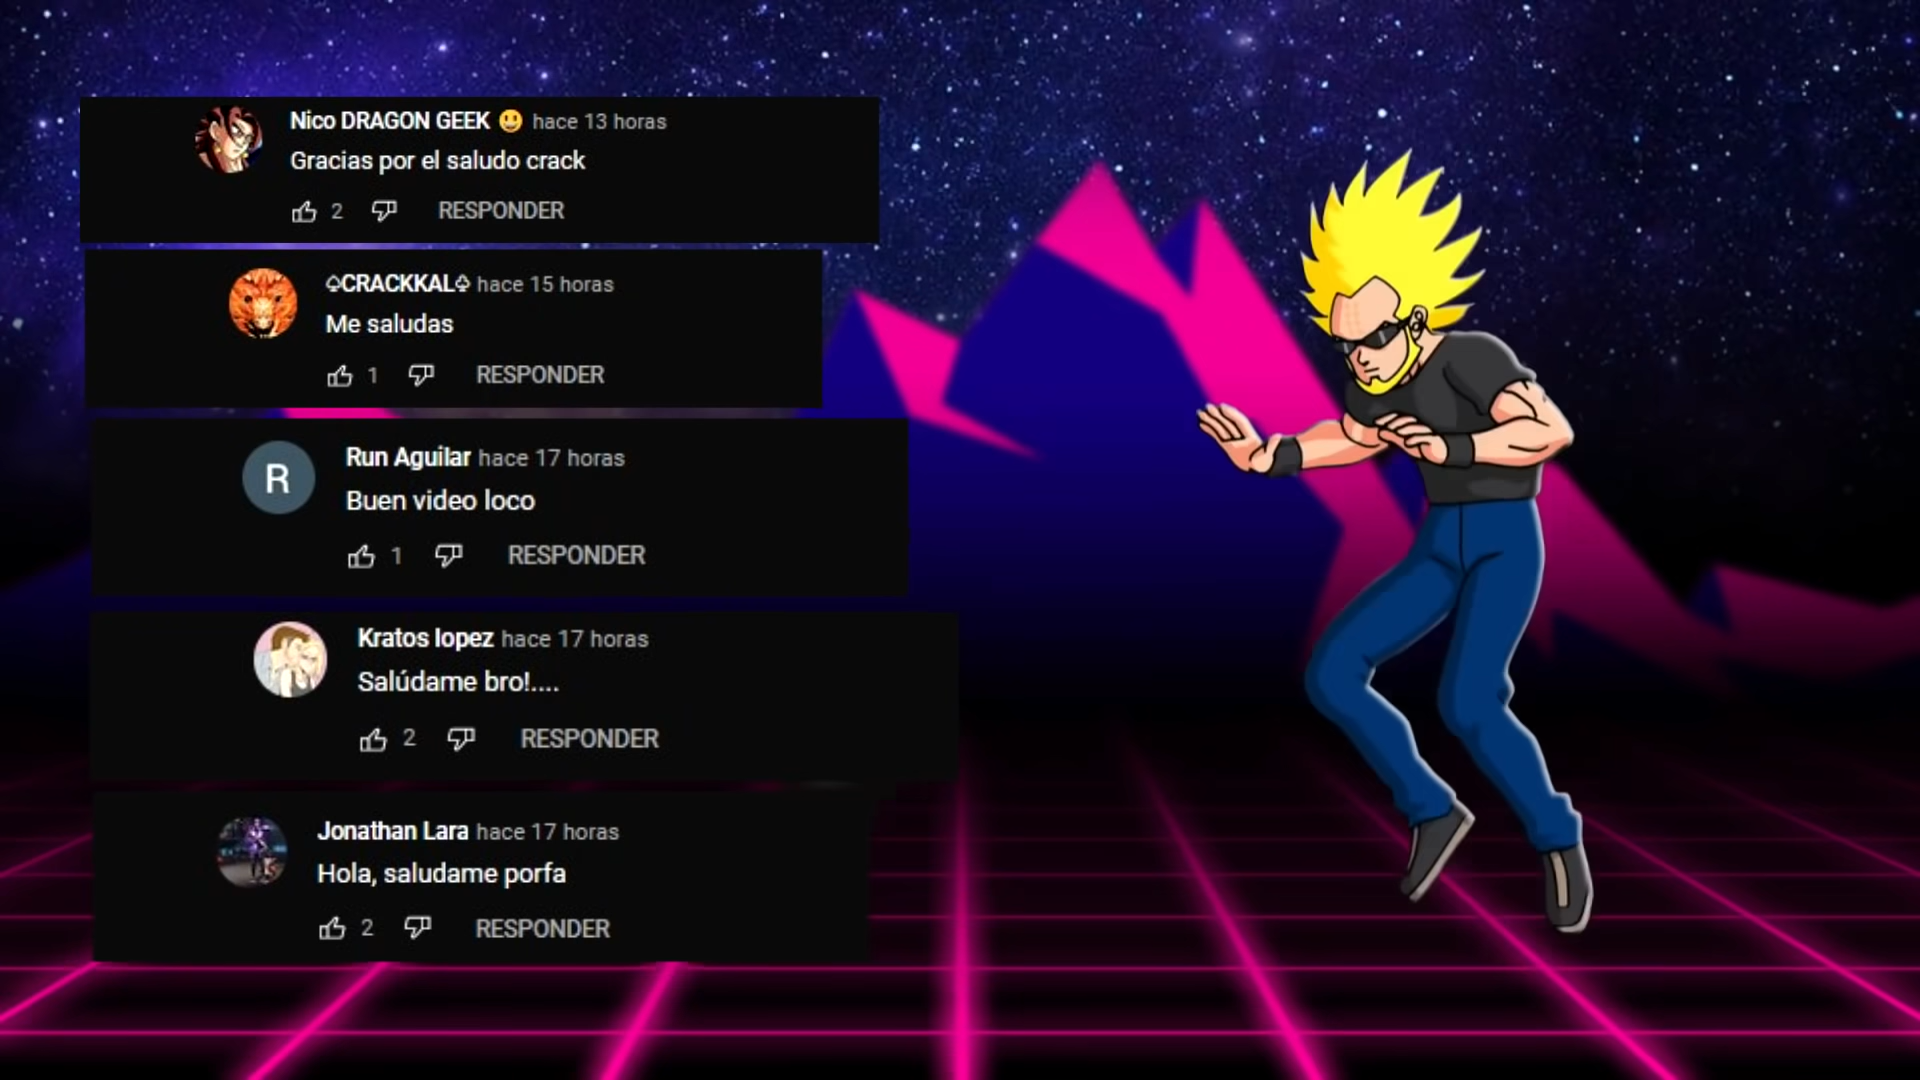 Nico DRAGON GEEK 😃 hace 13 horas
Gracias por el saludo crack
2 RESPONDER
♤CRACKKAL♤ hace 15 horas
Me saludas
1 RESPONDER
R
Run Aguilar hace 17 horas
Buen video loco
1 RESPONDER
Kratos lopez hace 17 horas
Salúdame bro!....
2 RESPONDER
Jonathan Lara hace 17 horas
Hola, saludame porfa
2 RESPONDER